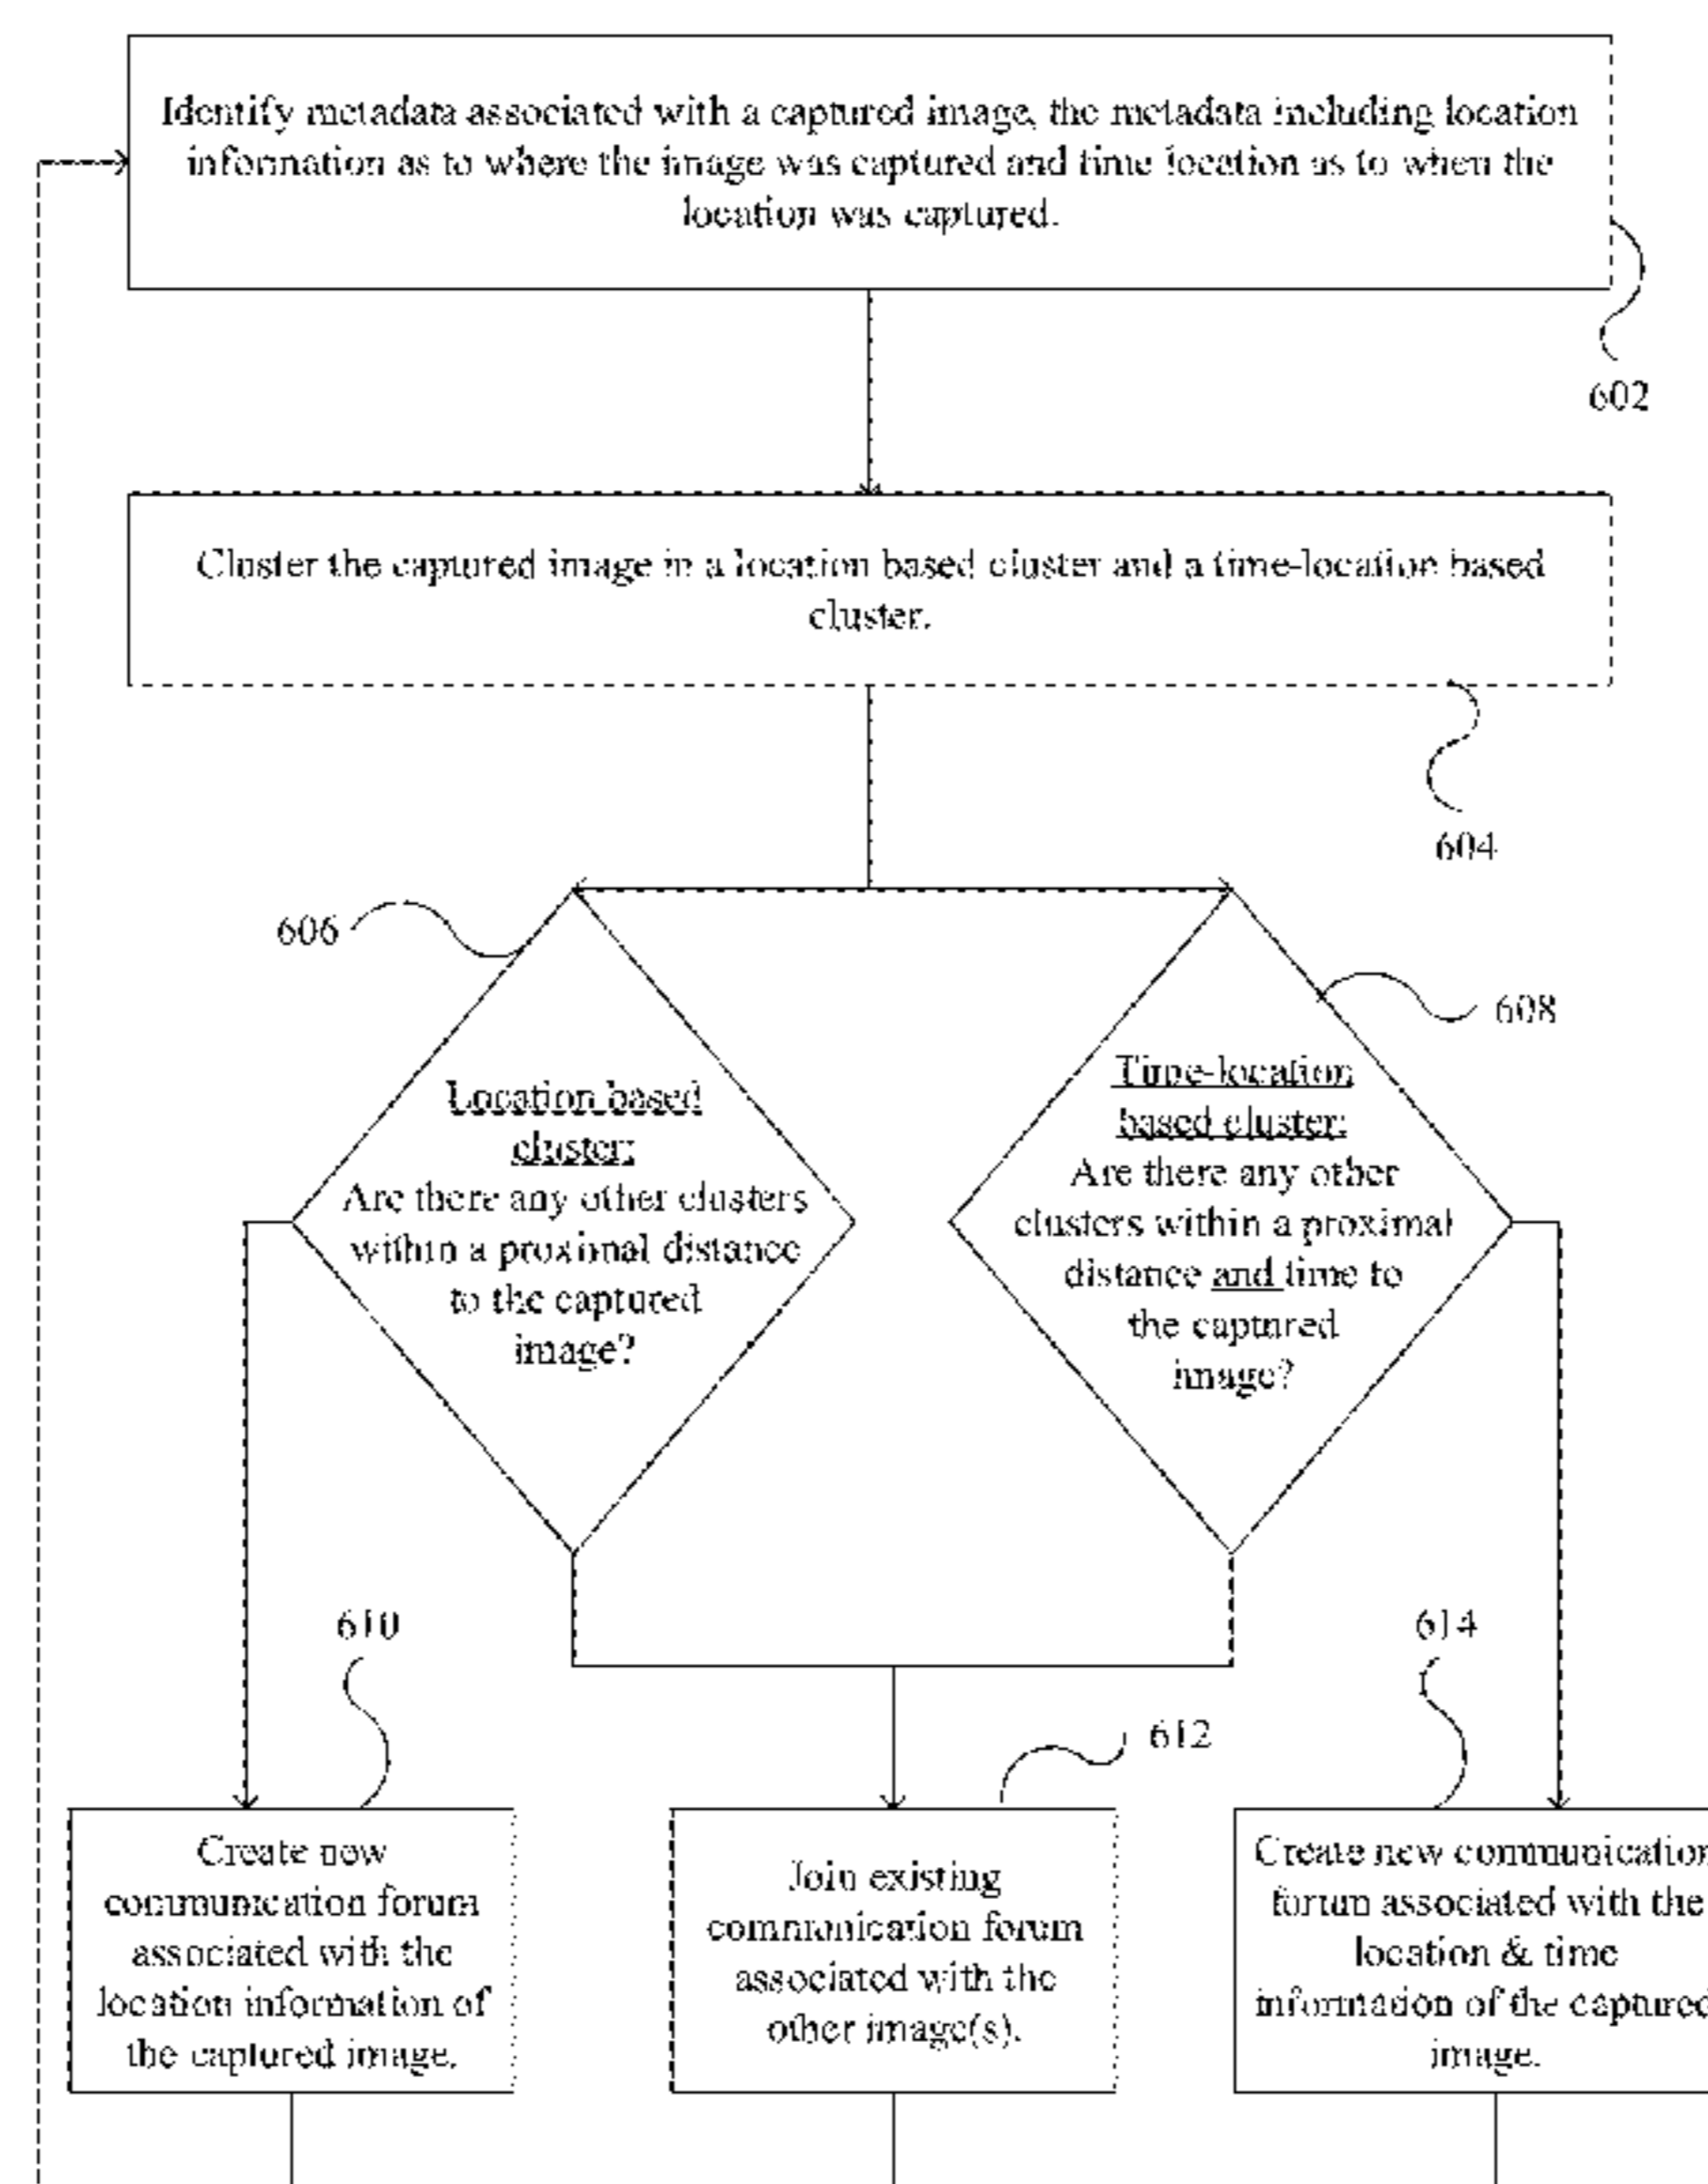 Identify metadata associated with a captured image, the metadata including location
information as to where the image was captured and time location as to when the
location was captured.
602
Cluster the captured image in a location based cluster and a time-location based
cluster.
604
606
608
Location based
cluster:
Are there any other clusters
within a proximal distance
to the captured
image?
Time-location
based cluster:
Are there any other
clusters within a proximal
distance and time to
the captured
image?
610
612
614
Create new
communication forum
associated with the
location information of
the captured image.
Join existing
communication forum
associated with the
other image(s).
Create new communication
forum associated with the
location & time
information of the captured
image.